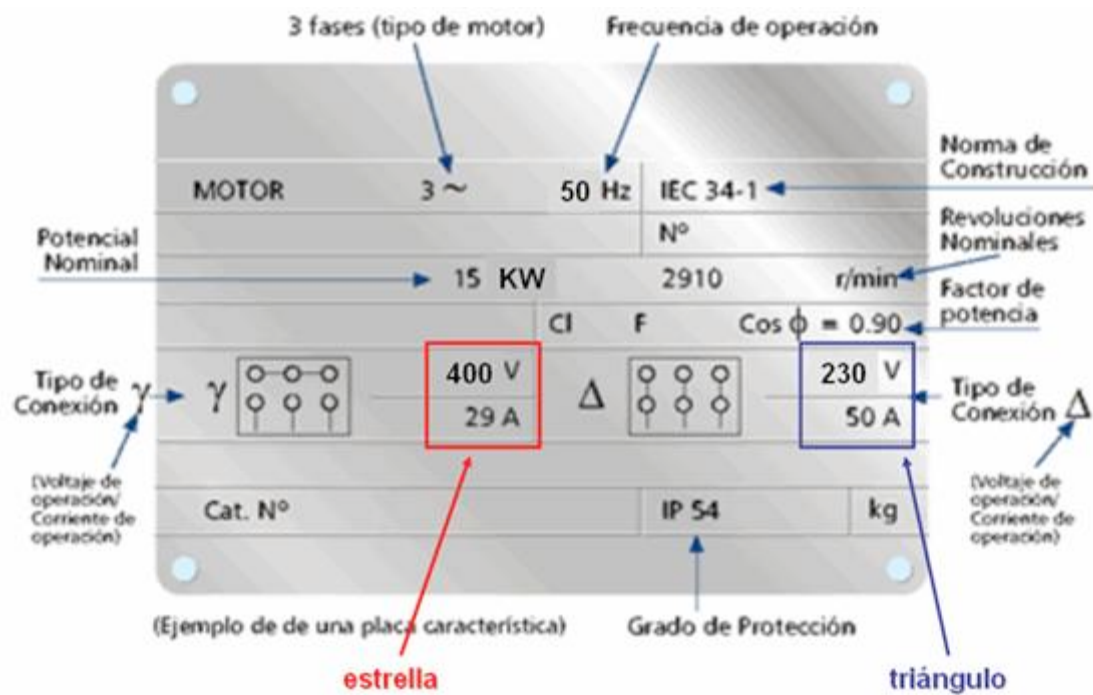 3 fases (tipo de motor)
Frecuencia de operación
Norma de
Construcción
MOTOR 3 ~ 50 Hz IEC 34-1
Nº
Revoluciones
Nominales
Potencial
Nominal
15 KW 2910 r/min
Factor de
potencia
Cl F Cos ϕ = 0.90
Tipo de
Conexión γ
γ 400 V
29 A
Δ 230 V
50 A
Tipo de
Conexión Δ
(Voltaje de
operación/
Corriente de
operación)
(Voltaje de
operación/
Corriente de
operación)
Cat. Nº IP 54 kg
(Ejemplo de de una placa característica)
Grado de Protección
estrella
triángulo